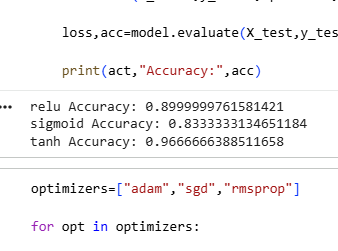 loss,acc=model.evaluate(X_test,y_tes
print(act,"Accuracy:",acc)
relu Accuracy: 0.8999999761581421
sigmoid Accuracy: 0.8333333134651184
tanh Accuracy: 0.9666666388511658
optimizers=["adam","sgd","rmsprop"]
for opt in optimizers: